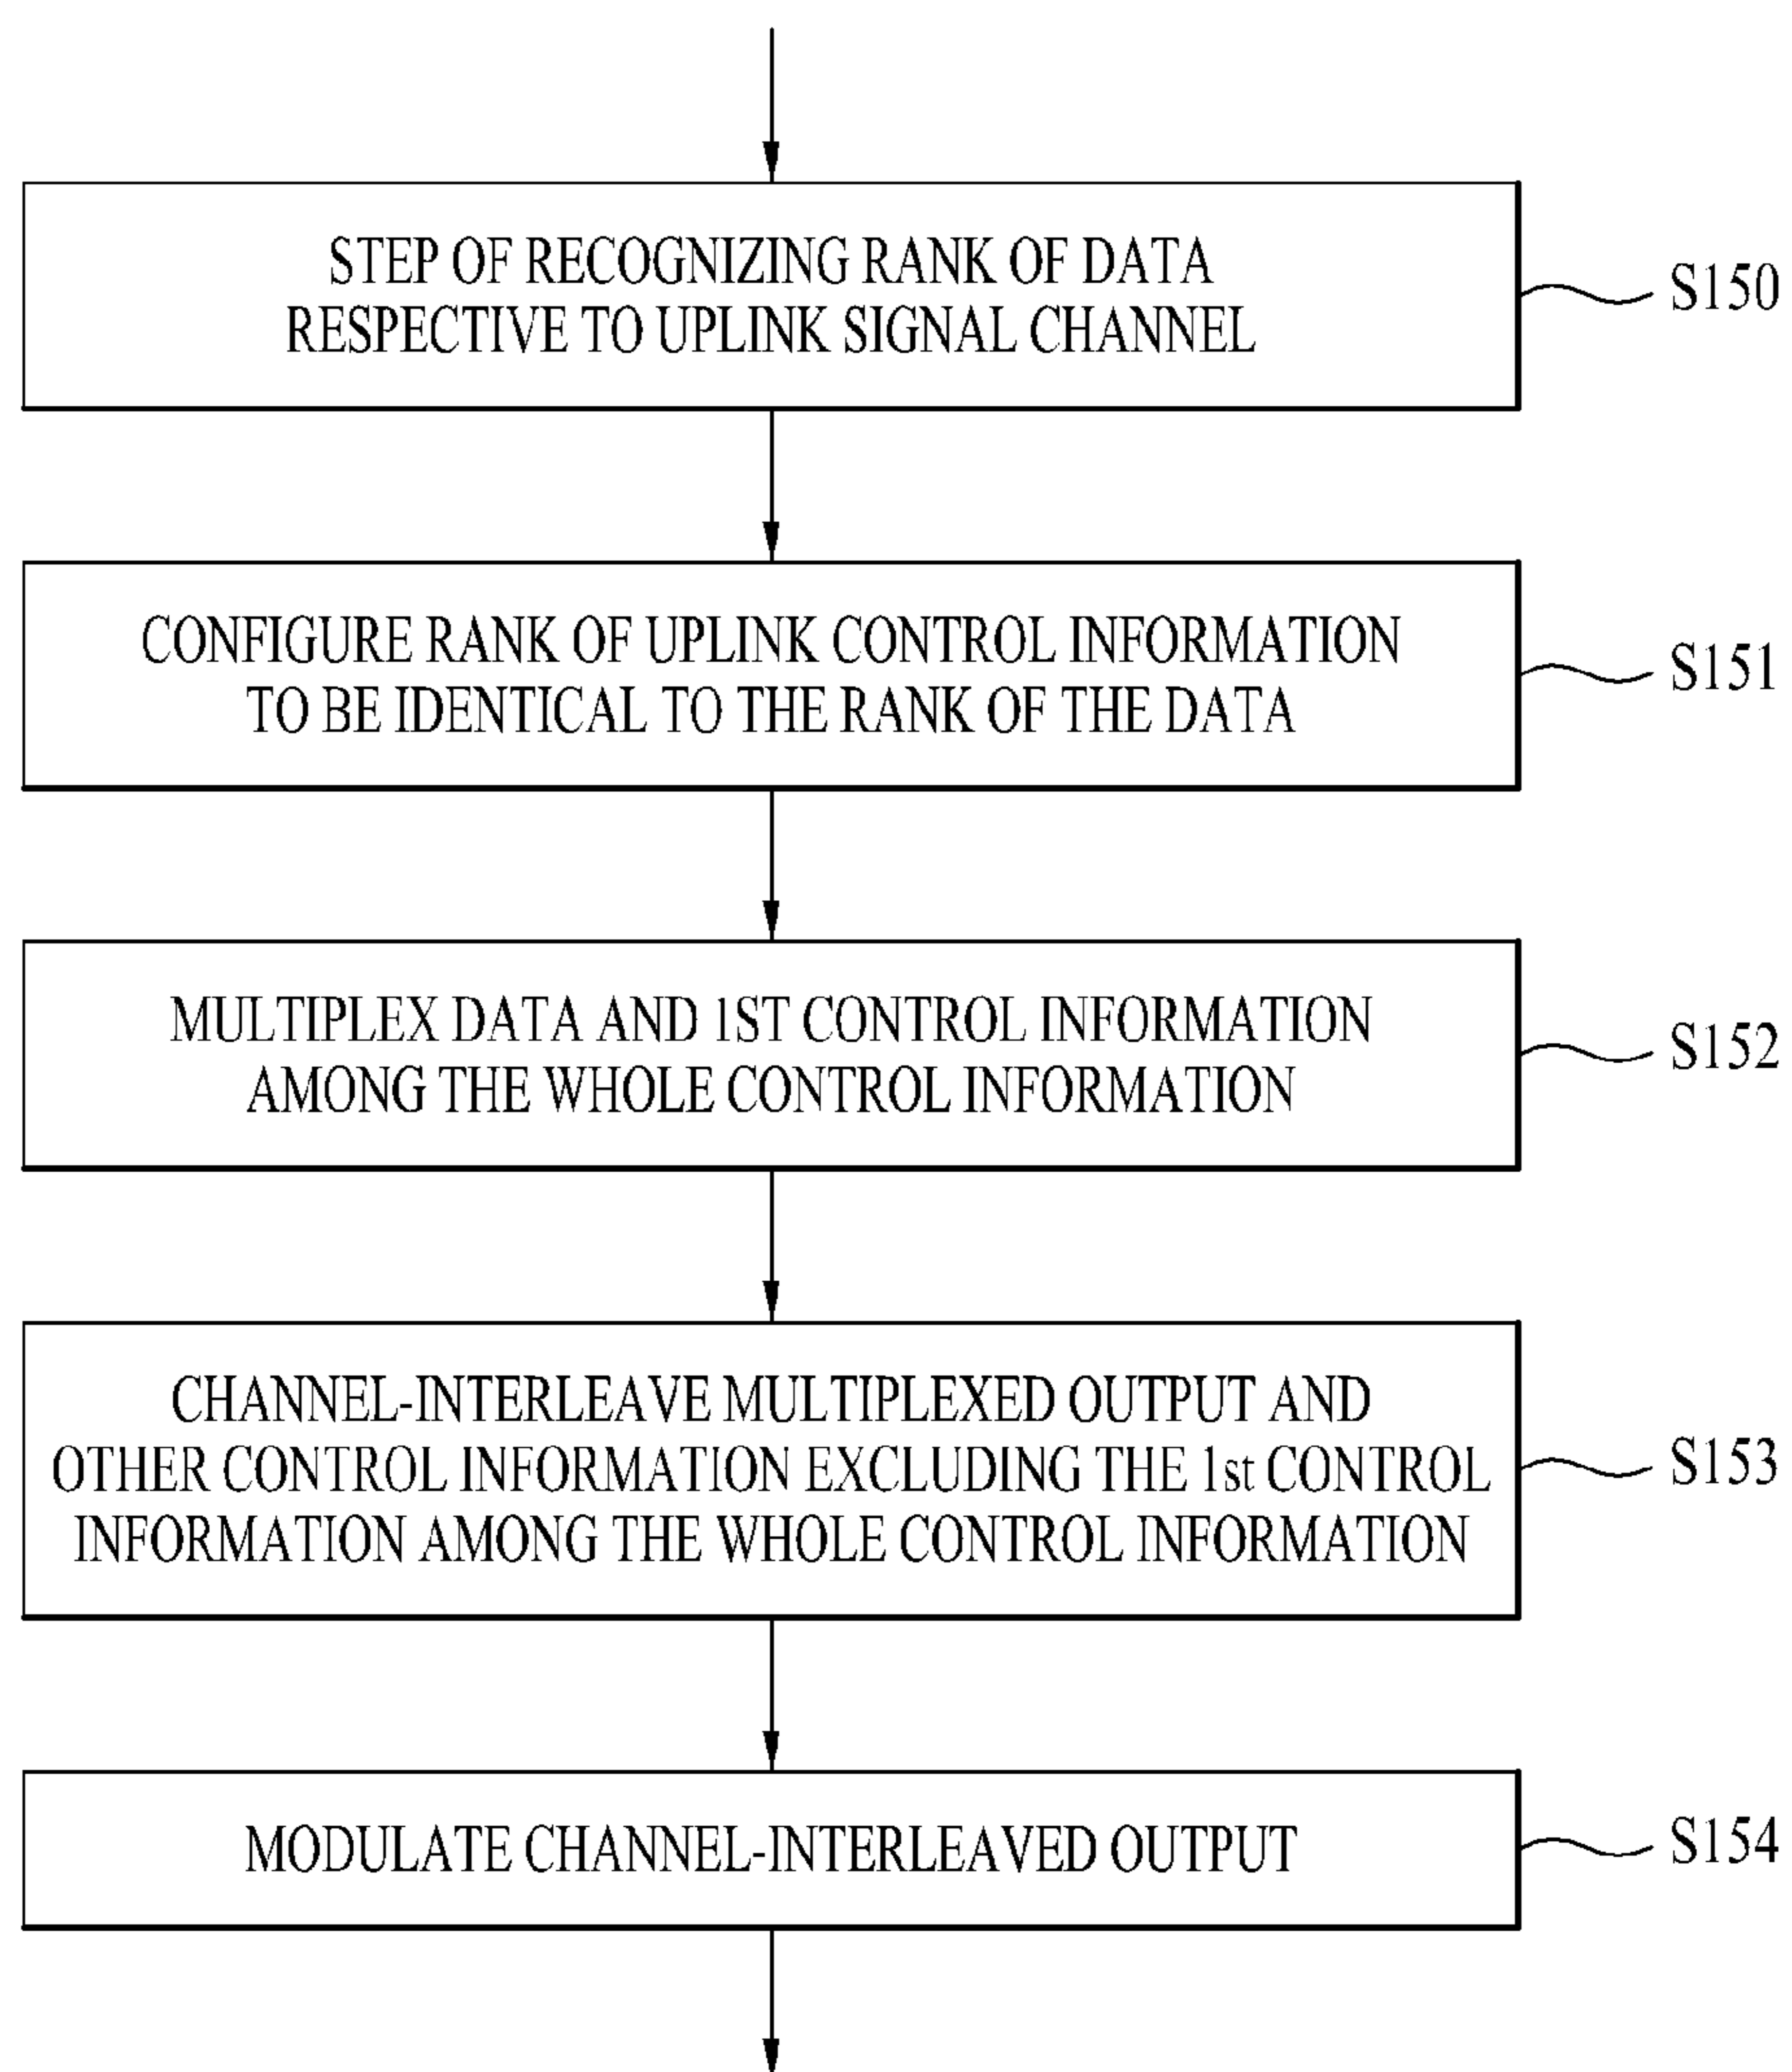 STEP OF RECOGNIZING RANK OF DATA
RESPECTIVE TO UPLINK SIGNAL CHANNEL
S150
CONFIGURE RANK OF UPLINK CONTROL INFORMATION
TO BE IDENTICAL TO THE RANK OF THE DATA
S151
MULTIPLEX DATA AND 1ST CONTROL INFORMATION
AMONG THE WHOLE CONTROL INFORMATION
S152
CHANNEL-INTERLEAVE MULTIPLEXED OUTPUT AND
OTHER CONTROL INFORMATION EXCLUDING THE 1st CONTROL
INFORMATION AMONG THE WHOLE CONTROL INFORMATION
S153
MODULATE CHANNEL-INTERLEAVED OUTPUT
S154